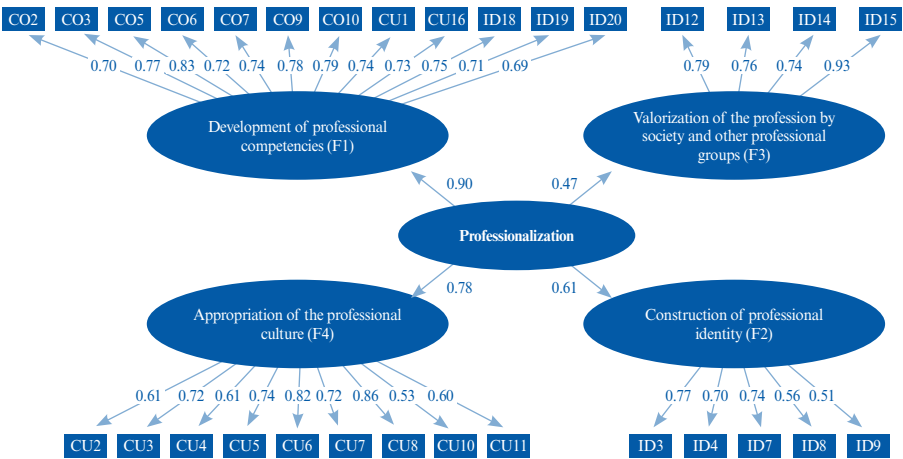 CO2 CO3 CO5 CO6 CO7 CO9 CO10 CU1 CU16 ID18 ID19 ID20 ID12 ID13 ID14 ID15
0.70 0.77 0.83 0.72 0.74 0.78 0.79 0.74 0.73 0.75 0.71 0.69 0.79 0.76 0.74 0.93
Development of professional
competencies (F1)
Valorization of the profession by
society and other professional
groups (F3)
0.90 0.47
Professionalization
0.78 0.61
Appropriation of the professional
culture (F4)
Construction of professional
identity (F2)
0.61 0.72 0.61 0.74 0.82 0.72 0.86 0.53 0.60 0.77 0.70 0.74 0.56 0.51
CU2 CU3 CU4 CU5 CU6 CU7 CU8 CU10 CU11 ID3 ID4 ID7 ID8 ID9